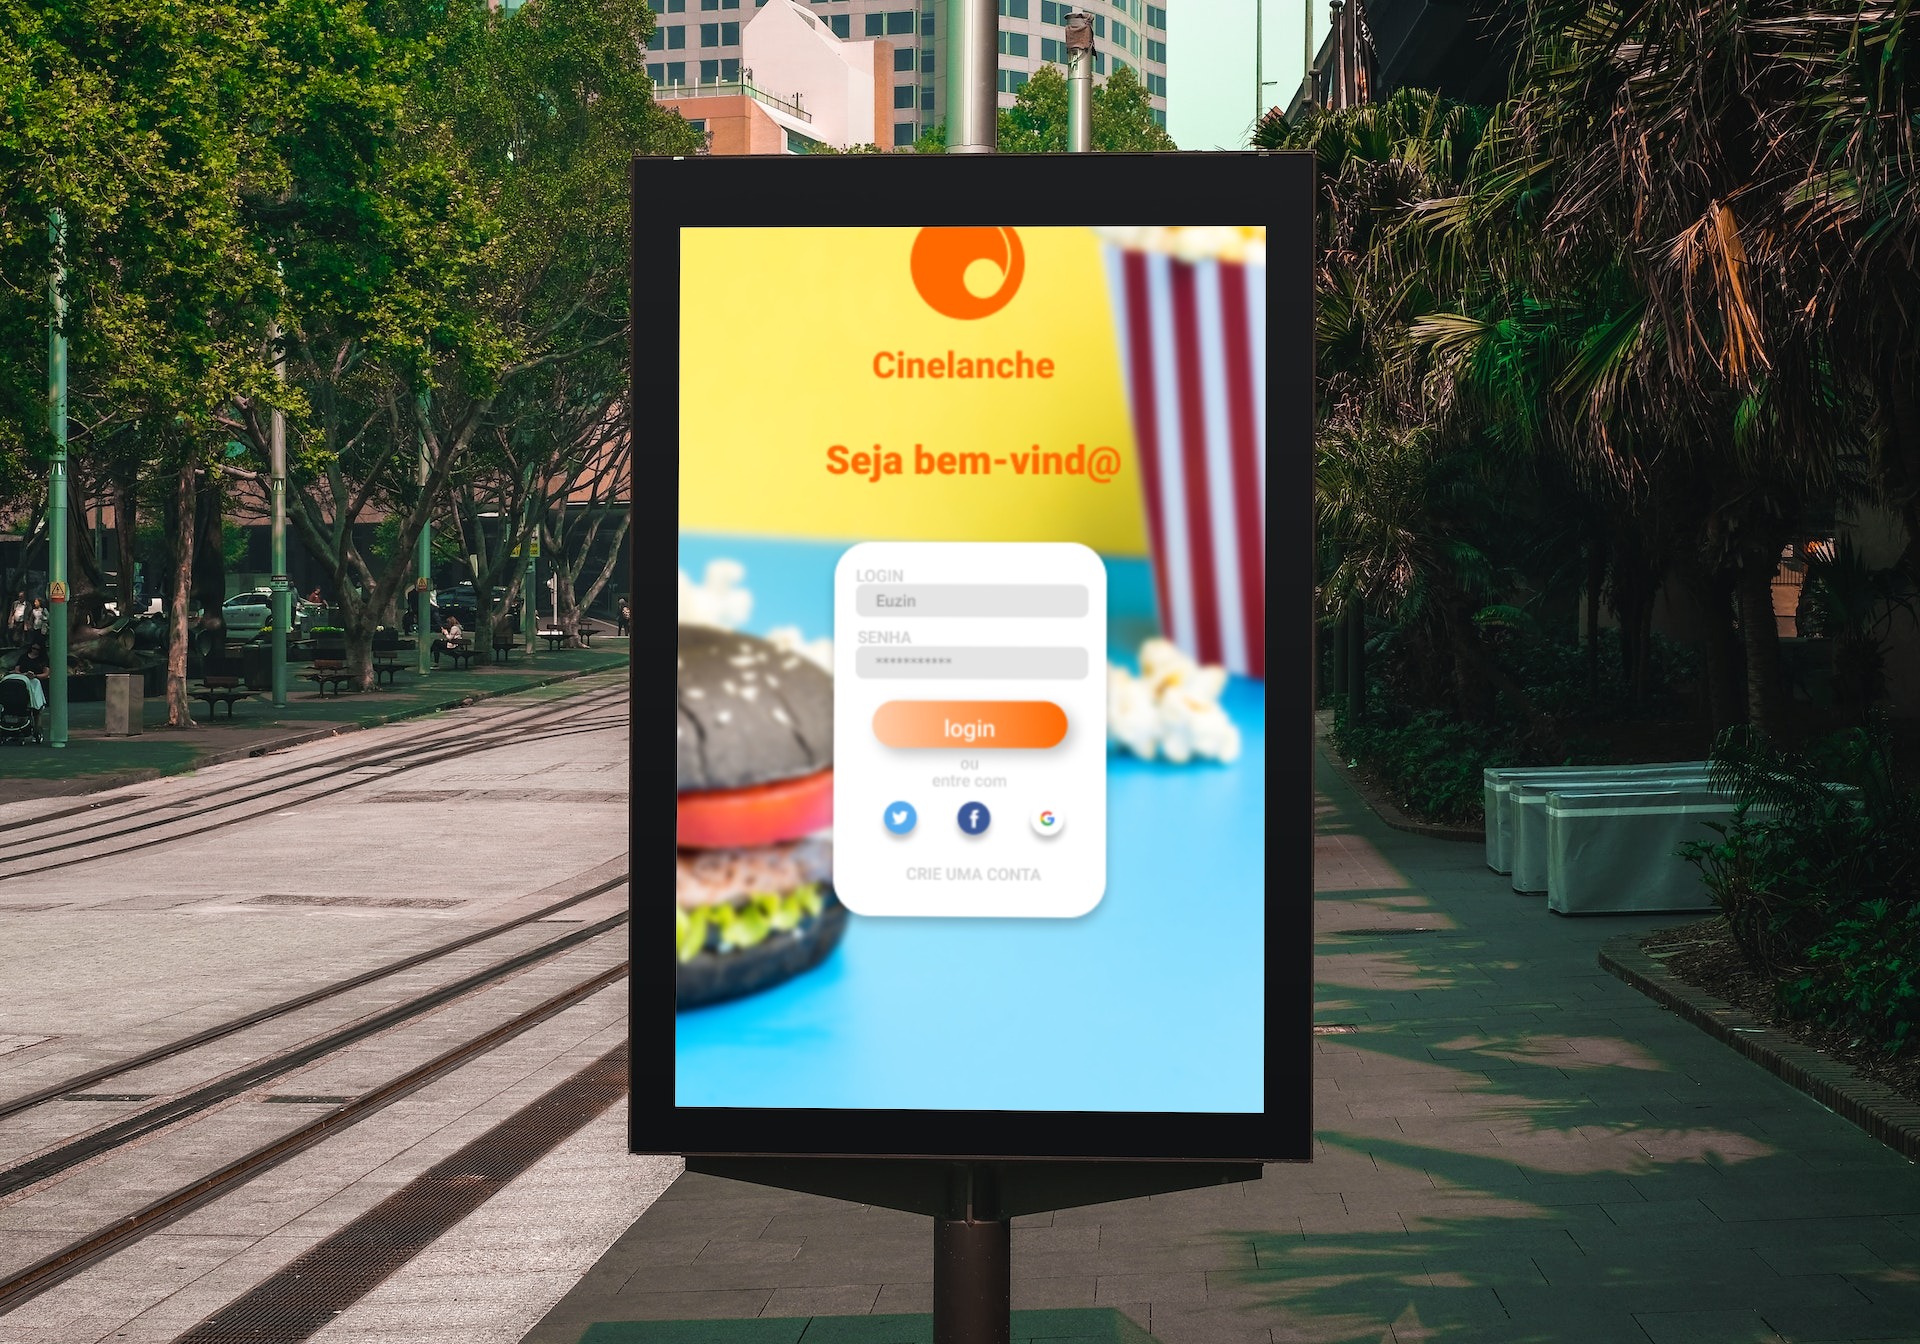 Cinelanche
Seja bem-vind@
LOGIN
Euzin
SENHA
***********
login
ou
entre com
CRIE UMA CONTA